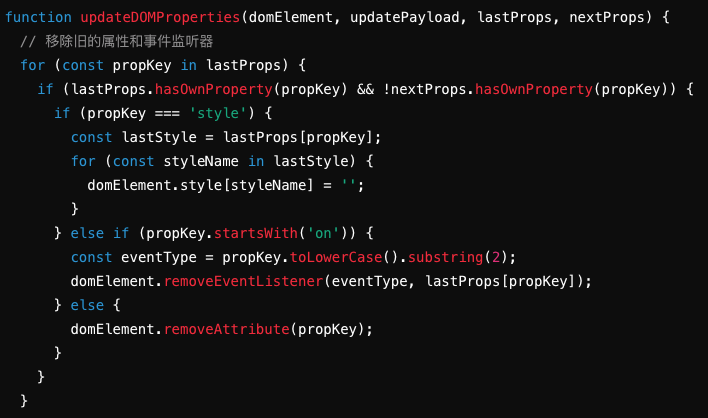 function updateDOMProperties(domElement, updatePayload, lastProps, nextProps) {
  // 移除旧的属性和事件监听器
  for (const propKey in lastProps) {
    if (lastProps.hasOwnProperty(propKey) && !nextProps.hasOwnProperty(propKey)) {
      if (propKey === 'style') {
        const lastStyle = lastProps[propKey];
        for (const styleName in lastStyle) {
          domElement.style[styleName] = '';
        }
      } else if (propKey.startsWith('on')) {
        const eventType = propKey.toLowerCase().substring(2);
        domElement.removeEventListener(eventType, lastProps[propKey]);
      } else {
        domElement.removeAttribute(propKey);
      }
    }
  }